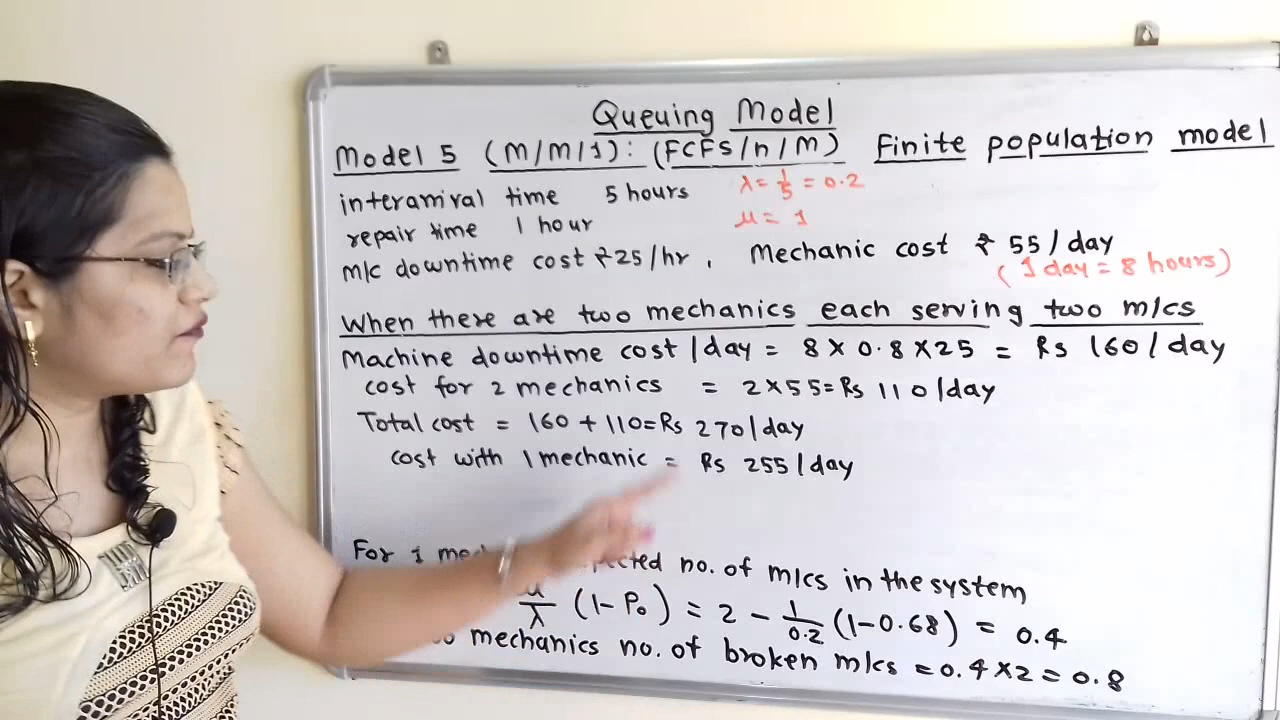 Queuing Model
Model 5 (M/M/1): (FCFS/n/M) Finite population model
interarrival time 5 hours λ = 1/5 = 0.2
repair time 1 hour μ = 1
m/c downtime cost ₹25/hr, Mechanic cost ₹ 55/day
(1 day = 8 hours)
When there are two mechanics each serving two m/cs
Machine downtime cost/day = 8 X 0.8 X 25 = Rs 160/day
cost for 2 mechanics = 2 X 55 = Rs 110/day
Total cost = 160 + 110 = Rs 270/day
cost with 1 mechanic = Rs 255/day
For 1 no. of m/cs in the system
μ/λ (1 - P₀) = 2 - 1/0.2 (1 - 0.68) = 0.4
mechanics no. of broken m/cs = 0.4 X 2 = 0.8